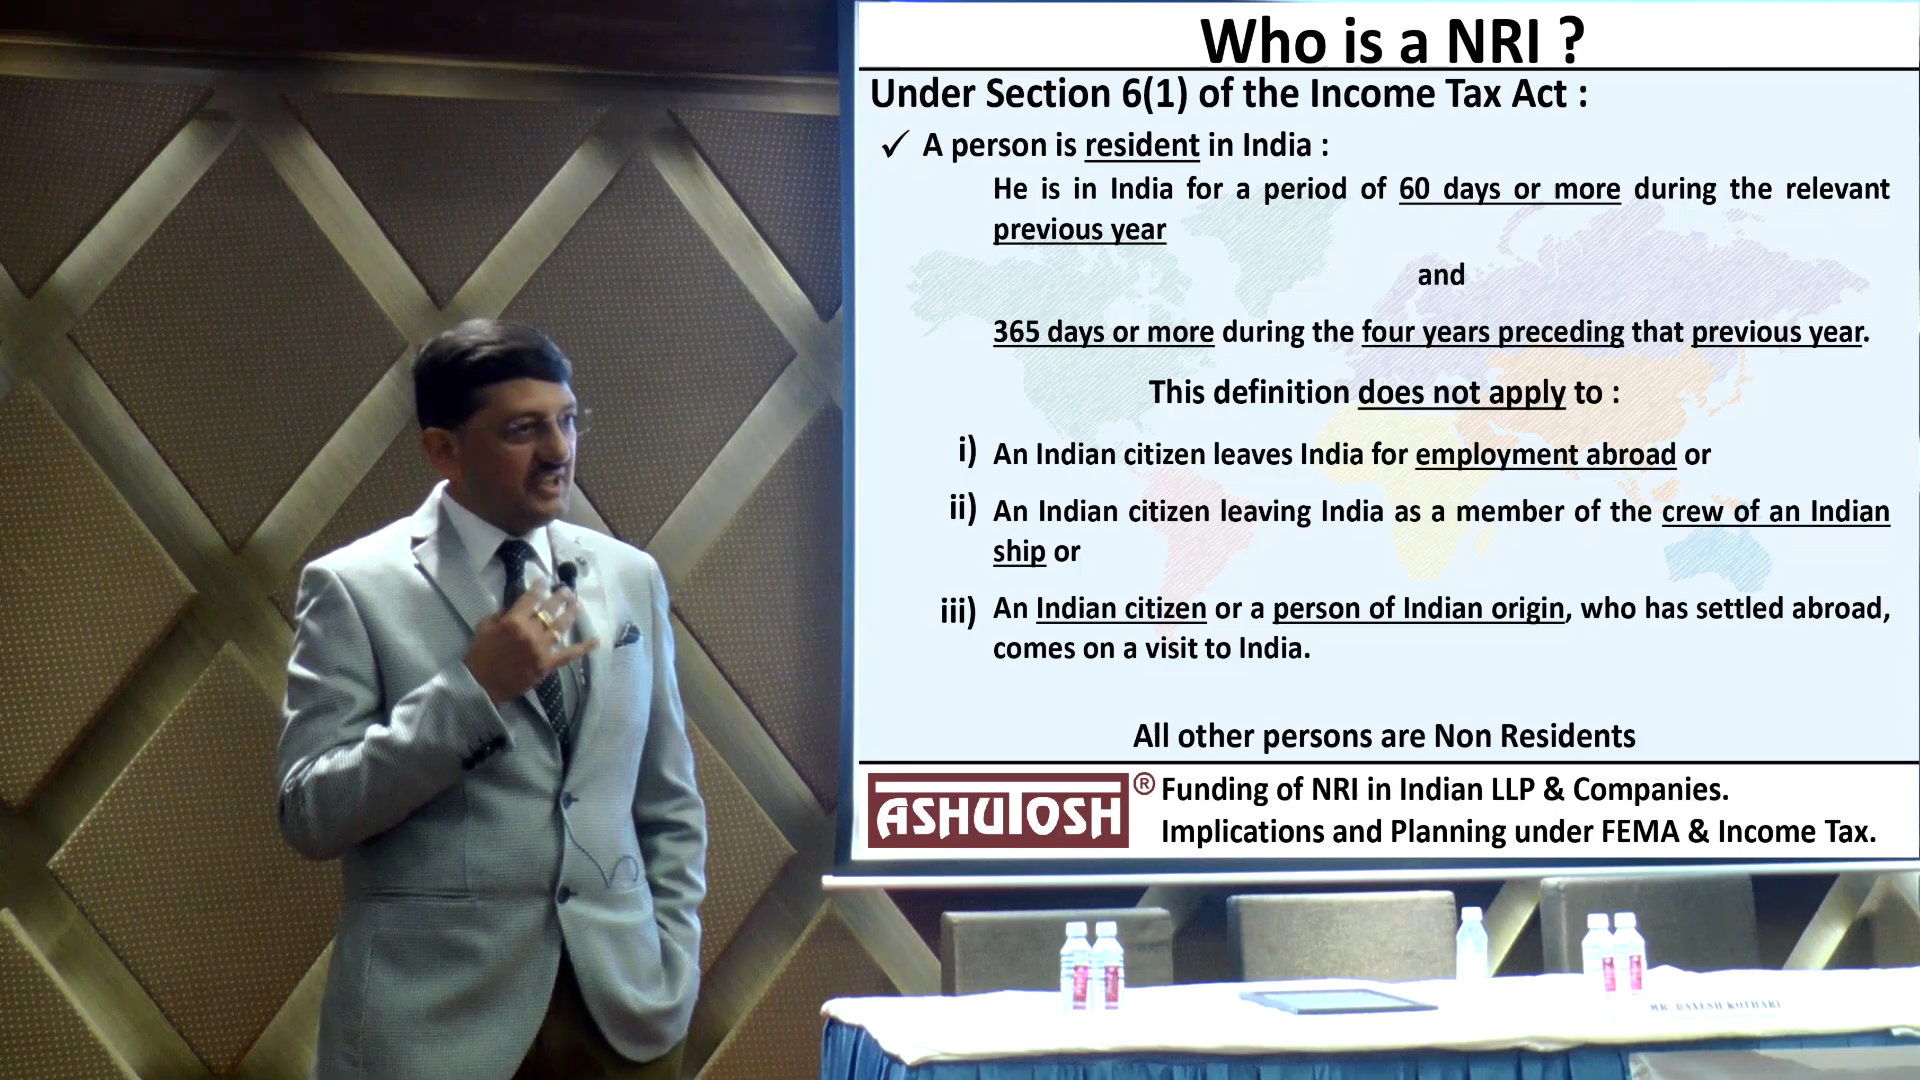 Who is a NRI ?
Under Section 6(1) of the Income Tax Act :
✓ A person is resident in India :
He is in India for a period of 60 days or more during the relevant
previous year
and
365 days or more during the four years preceding that previous year.
This definition does not apply to :
i) An Indian citizen leaves India for employment abroad or
ii) An Indian citizen leaving India as a member of the crew of an Indian
ship or
iii) An Indian citizen or a person of Indian origin, who has settled abroad,
comes on a visit to India.
All other persons are Non Residents
ASHUTOSH ®
Funding of NRI in Indian LLP & Companies.
Implications and Planning under FEMA & Income Tax.
MR. DAXESH KOTHARI